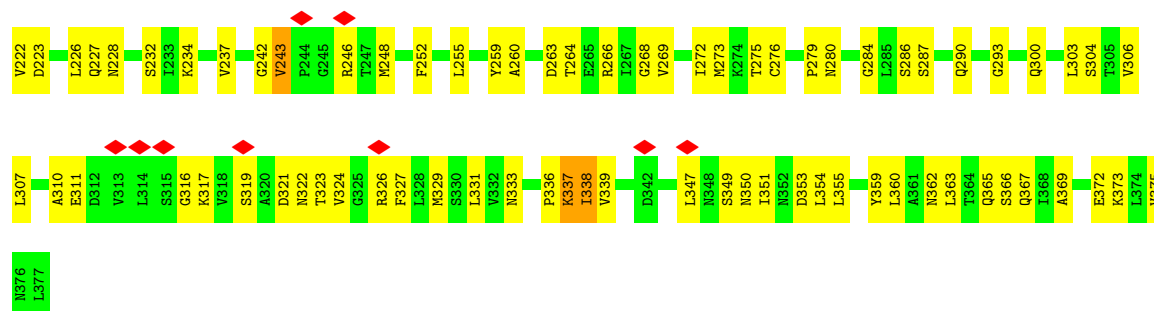 V222 D223 L226 Q227 N228 S232 I233 K234 V237 G242 V243 P244 G245 R246 T247 M248 F252 L255 Y259 A260 D263 T264 E265 R266 I267 G268 V269 I272 M273 K274 T275 C276 P279 N280 G284 L285 S286 S287 Q290 G293 Q300 L303 S304 T305 V306
L307 A310 E311 D312 V313 L314 S315 G316 K317 V318 S319 A320 D321 N322 T323 V324 G325 R326 F327 L328 M329 S330 L331 V332 N333 P336 K337 I338 V339 D342 L347 N348 S349 N350 I351 N352 D353 L354 L355 Y359 L360 A361 N362 L363 T364 Q365 S366 Q367 I368 A369 E372 K373 L374
N376 L377